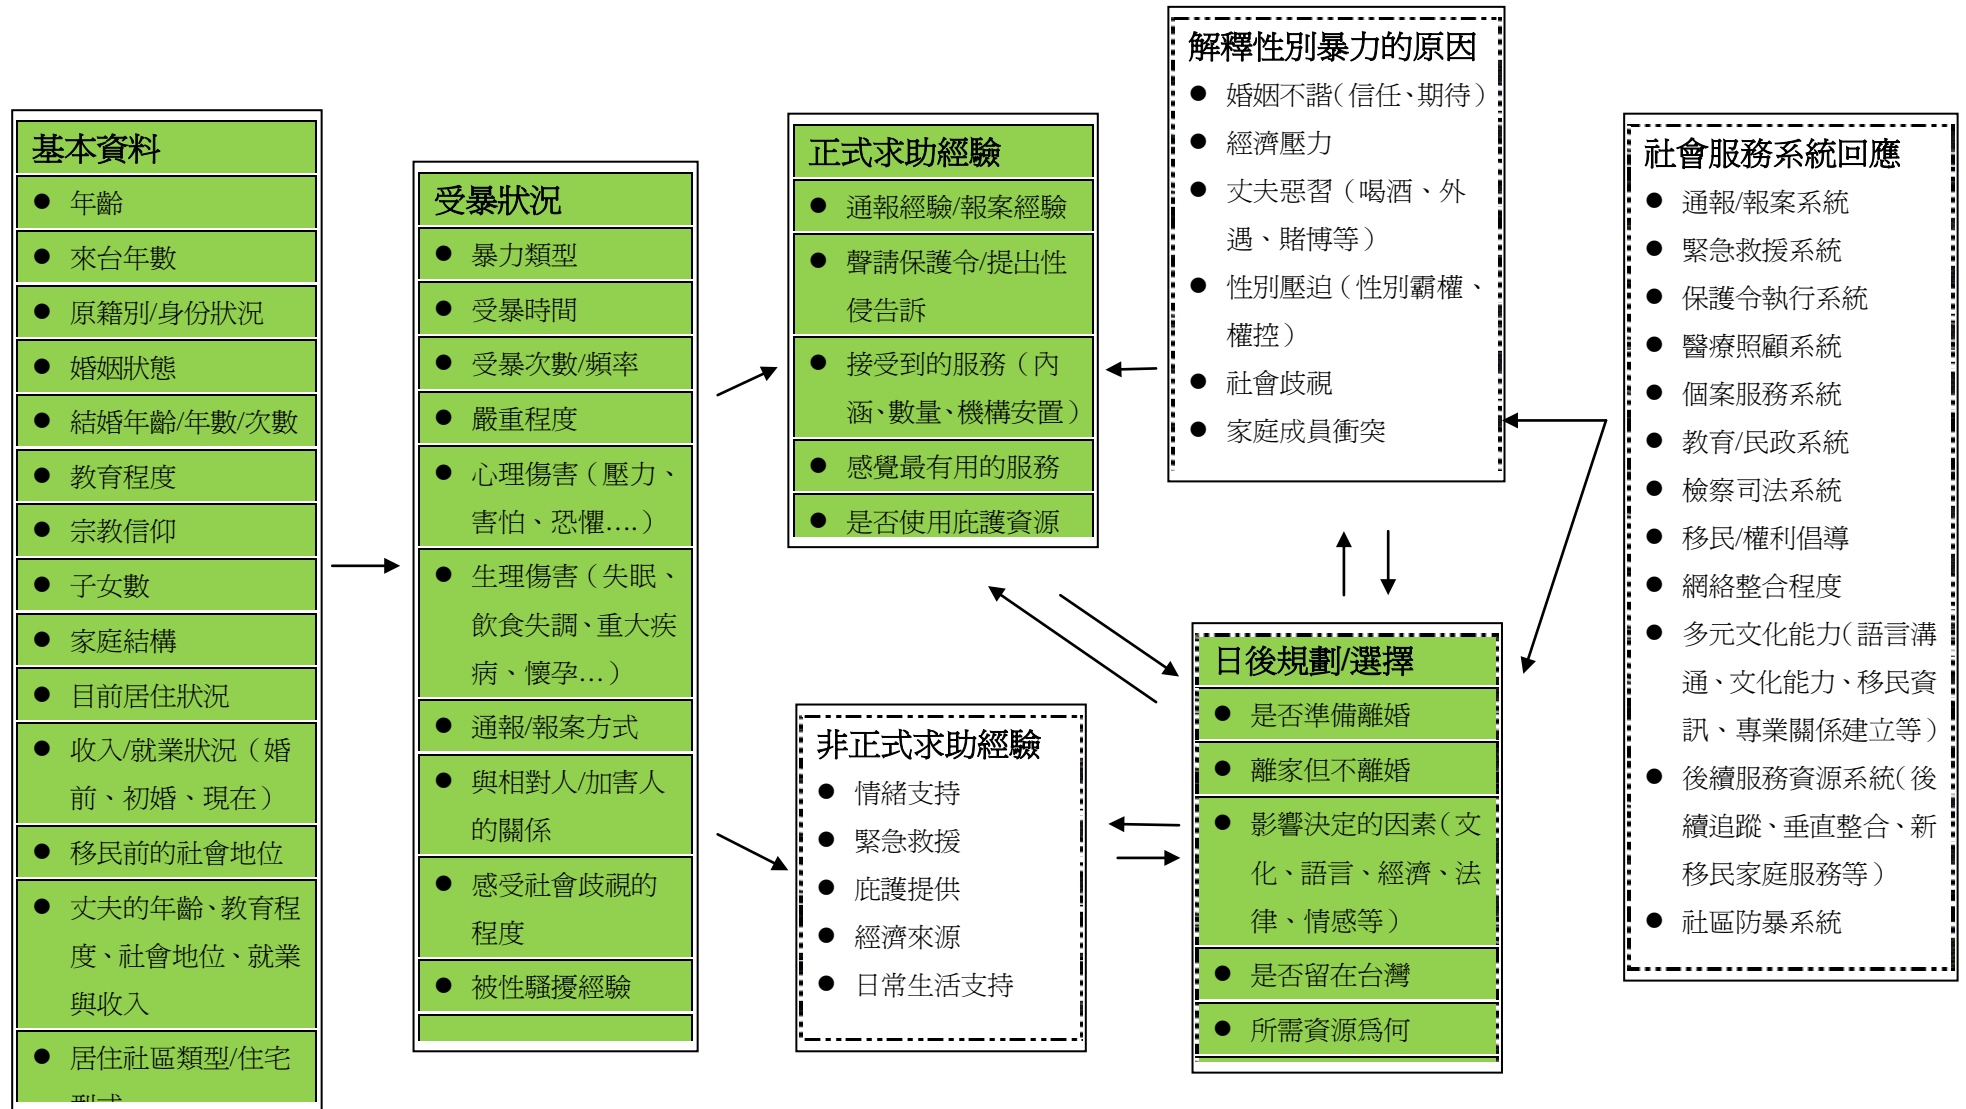 基本資料
● 年齡
● 來台年數
● 原籍別/身份狀況
● 婚姻狀態
● 結婚年齡/年數/次數
● 教育程度
● 宗教信仰
● 子女數
● 家庭結構
● 目前居住狀況
● 收入/就業狀況（婚
前、初婚、現在）
● 移民前的社會地位
● 丈夫的年齡、教育程
度、社會地位、就業
與收入
● 居住社區類型/住宅
受暴狀況
● 暴力類型
● 受暴時間
● 受暴次數/頻率
● 嚴重程度
● 心理傷害（壓力、
害怕、恐懼....）
● 生理傷害（失眠、
飲食失調、重大疾
病、懷孕...）
● 通報/報案方式
● 與相對人/加害人
的關係
● 感受社會歧視的
程度
● 被性騷擾經驗
正式求助經驗
● 通報經驗/報案經驗
● 聲請保護令/提出性
侵告訴
● 接受到的服務（內
涵、數量、機構安置）
● 感覺最有用的服務
● 是否使用庇護資源
非正式求助經驗
● 情緒支持
● 緊急救援
● 庇護提供
● 經濟來源
● 日常生活支持
解釋性別暴力的原因
● 婚姻不諧（信任、期待）
● 經濟壓力
● 丈夫惡習（喝酒、外
遇、賭博等）
● 性別壓迫（性別霸權、
權控）
● 社會歧視
● 家庭成員衝突
日後規劃/選擇
● 是否準備離婚
● 離家但不離婚
● 影響決定的因素（文
化、語言、經濟、法
律、情感等）
● 是否留在台灣
● 所需資源為何
社會服務系統回應
● 通報/報案系統
● 緊急救援系統
● 保護令執行系統
● 醫療照顧系統
● 個案服務系統
● 教育/民政系統
● 檢察司法系統
● 移民/權利倡導
● 網絡整合程度
● 多元文化能力（語言溝
通、文化能力、移民資
訊、專業關係建立等）
● 後續服務資源系統（後
續追蹤、垂直整合、新
移民家庭服務等）
● 社區防暴系統